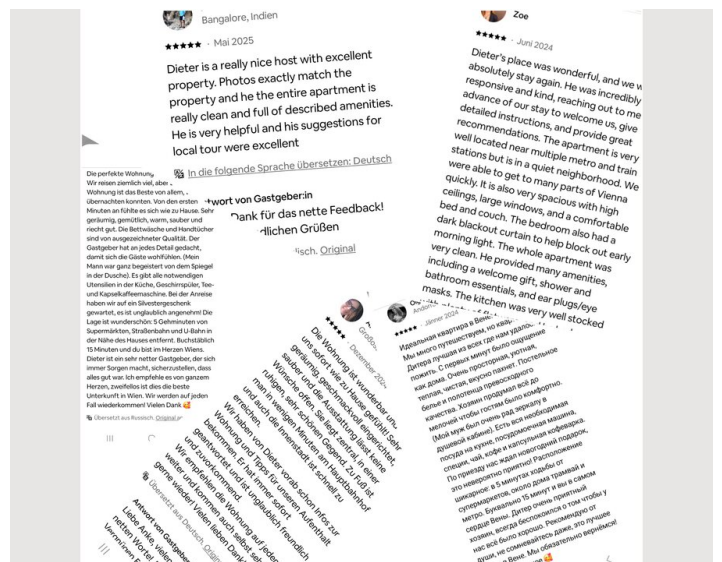 Bangalore, Indien
★★★★★ · Mai 2025
Dieter is a really nice host with excellent
property. Photos exactly match the
property and he the entire apartment is
really clean and full of described amenities.
He is very helpful and his suggestions for
local tour were excellent
In die folgende Sprache übersetzen: Deutsch
twort von Gastgeber:in
Dank für das nette Feedback!
dlichen Grüßen
isch. Original
Zoe
★★★★★ · Juni 2024
Dieter's place was wonderful, and we w
absolutely stay again. He was incredibly
responsive and kind, reaching out to me
advance of our stay to welcome us, give
detailed instructions, and provide great
recommendations. The apartment is very
well located near multiple metro and train
stations but is in a quiet neighborhood. We
were able to get to many parts of Vienna
quickly. It is also very spacious with high
ceilings, large windows, and a comfortable
bed and couch. The bedroom also had a
dark blackout curtain to help block out early
morning light. The whole apartment was
very clean. He provided many amenities,
including a welcome gift, shower and
bathroom essentials, and ear plugs/eye
masks. The kitchen was very well stocked
Die perfekte Wohnung
Wir reisen ziemlich viel, aber
Wohnung ist das Beste von allem,
übernachten konnten. Von den ersten
Minuten an fühlte es sich wie zu Hause. Sehr
geräumig, gemütlich, warm, sauber und
riecht gut. Die Bettwäsche und Handtücher
sind von ausgezeichneter Qualität. Der
Gastgeber hat an jedes Detail gedacht,
damit sich die Gäste wohlfühlen. (Mein
Mann war ganz begeistert von dem Spiegel
in der Dusche). Es gibt alle notwendigen
Utensilien in der Küche, Geschirrspüler, Tee-
und Kapselkaffeemaschine. Bei der Anreise
haben wir auf ein Silvestergeschenk
gewartet, es ist unglaublich angenehm! Die
Lage ist wunderschön: 5 Gehminuten von
Supermärkten, Straßenbahn und U-Bahn in
der Nähe des Hauses entfernt. Buchstäblich
15 Minuten und du bist im Herzen Wiens.
Dieter ist ein sehr netter Gastgeber, der sich
immer Sorgen macht, sicherzustellen, dass
alles gut war. Ich empfehle es von ganzem
Herzen, zweifellos ist dies die beste
Unterkunft in Wien. Wir werden auf jeden
Fall wiederkommen! Vielen Dank 🥰
Übersetzt aus Russisch. Original
★★★★★ · Dezember 202
Die Wohnung ist wunderbar un
uns sofort wie zu Hause gefühlt! Sehr
geräumig, geschmackvoll eingerichtet,
sauber und die Ausstattung lässt keine
Wünsche offen. Sie liegt zentral, in einer
ruhigen, sehr schönen Gegend. Zu Fuß ist
man in wenigen Minuten am Hauptbahnhof
und auch die Innenstadt ist schnell zu
erreichen.
Wir haben von Dieter vorab schon Infos zur
Wohnung und Tipps für unseren Aufenthalt
bekommen. Er hat immer sofort
geantwortet und ist unglaublich freundlich
und zuvorkommend.
Wir empfehlen die Wohnung auf jeden
weiter und kommen auch selbst seh
gerne wieder! Vielen lieben Dank
Übersetzt aus Deutsch. Origin
Antwort von Gastgebe
Liebe Anke, vielen
netten Worte!
★★★★★ · Jänner 2024
Идеальная квартира в Вене.
Мы много путешествуем, но квар
Дитера лучшая из всех где нам удалос
пожить. С первых минут было ощущение
как дома. Очень просторная, уютная,
теплая, чистая, вкусно пахнет. Постельное
белье и полотенца превосходного
качества. Хозяин продумал всё до
мелочей чтобы гостям было комфортно.
(Мой муж был очень рад зеркалу в
душевой кабине). Есть вся необходимая
посуда на кухне, посудомоечная машина,
специи, чай, кофе и капсульная кофеварка.
По приезду нас ждал новогодний подарок,
это невероятно приятно! Расположение
шикарное: в 5 минутах ходьбы от
супермаркетов, около дома трамвай и
метро. Буквально 15 минут и вы в самом
сердце Вены. Дитер очень приятный
хозяин, всегда беспокоился о том чтобы у
нас всё было хорошо. Рекомендую от
души, не сомневайтесь даже, это лучшее
в Вене. Мы обязательно вернёмся!